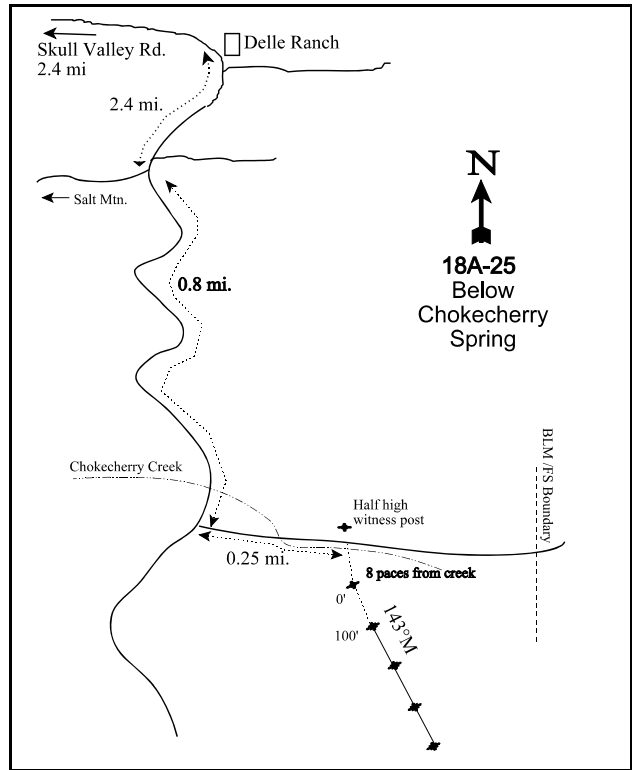 Skull Valley Rd.
2.4 mi
Delle Ranch
2.4 mi.
Salt Mtn.
N
18A-25
Below
Chokecherry
Spring
0.8 mi.
Chokecherry Creek
Half high
witness post
BLM /FS Boundary
0.25 mi.
8 paces from creek
0'
100'
143°M